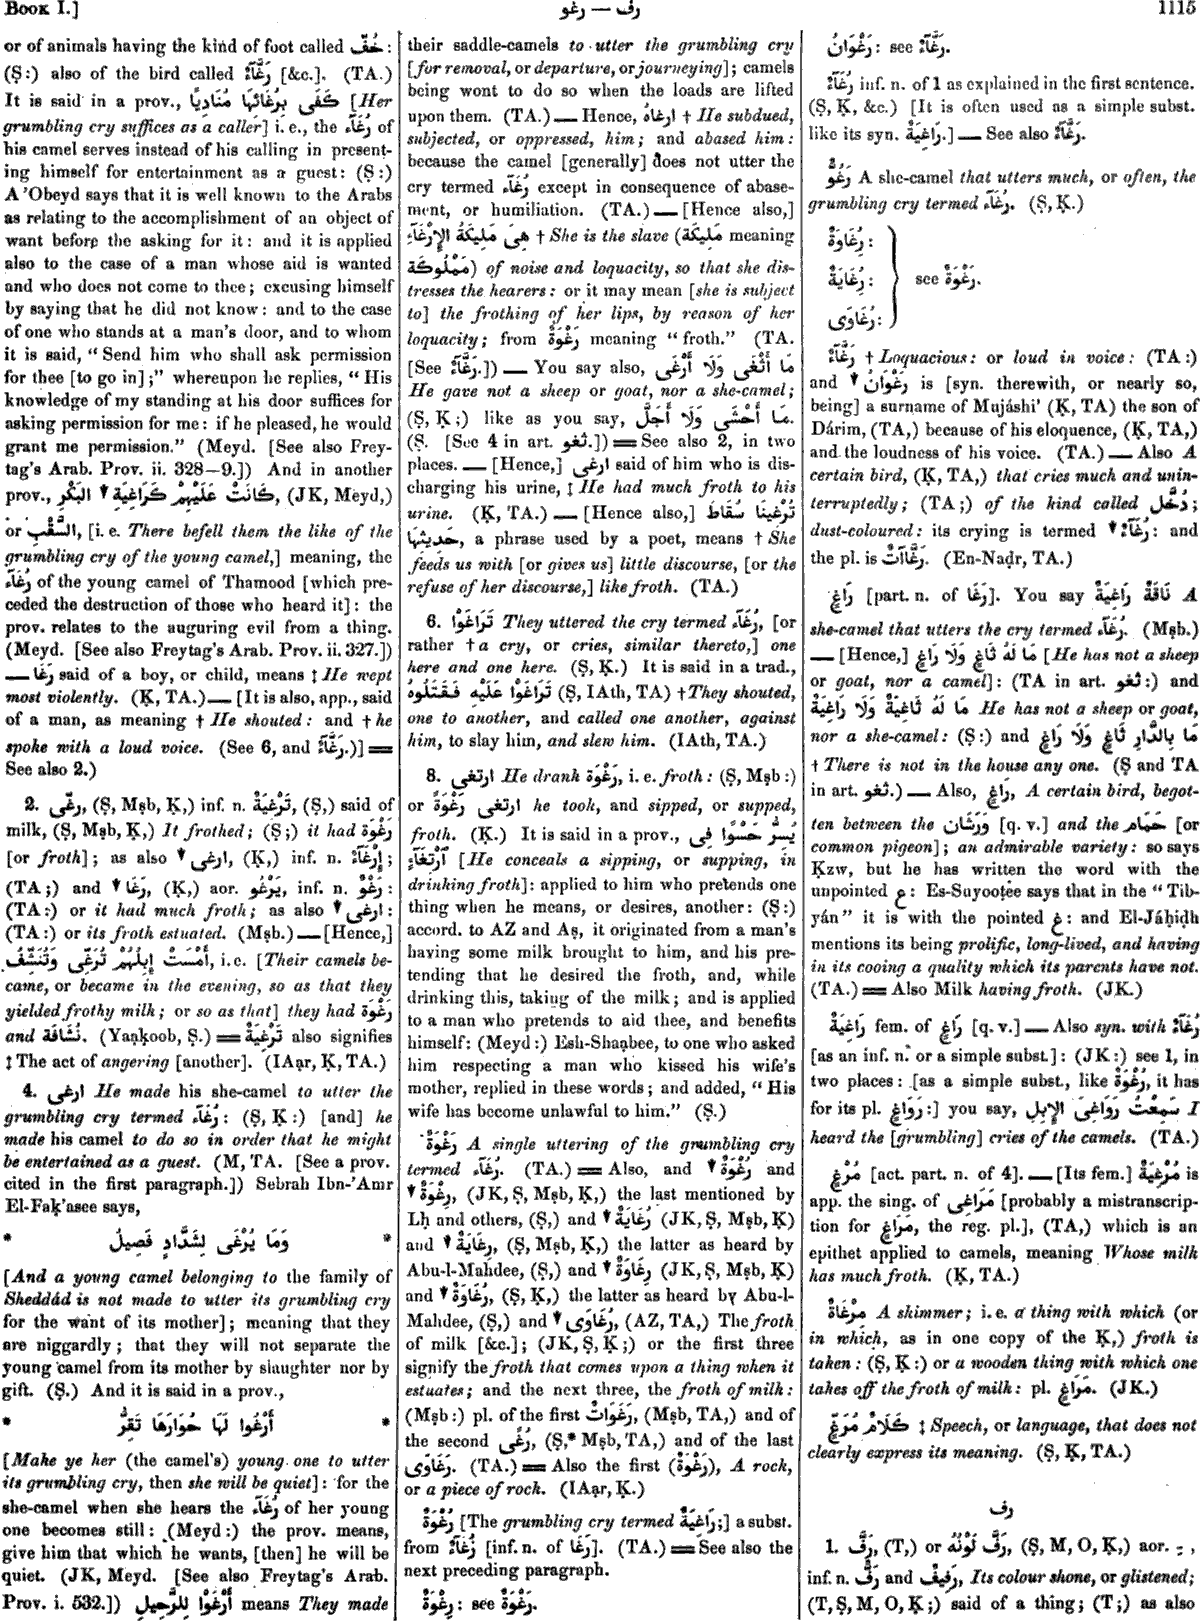 Book I.] رغو — رف 1115
or of animals having the kind of foot called خُفّ :
(Ṣ:) also of the bird called رَغَّآءٌ [&c.]. (TA.)
It is said in a prov., كَفَى بِرُغَائِهَا مُنَادِيًا [Her
grumbling cry suffices as a caller] i. e., the رُغَآء of
his camel serves instead of his calling in present-
ing himself for entertainment as a guest: (Ṣ:)
A 'Obeyd says that it is well known to the Arabs
as relating to the accomplishment of an object of
want before the asking for it: and it is applied
also to the case of a man whose aid is wanted
and who does not come to thee; excusing himself
by saying that he did not know: and to the case
of one who stands at a man's door, and to whom
it is said, “Send him who shall ask permission
for thee [to go in];” whereupon he replies, “His
knowledge of my standing at his door suffices for
asking permission for me: if he pleased, he would
grant me permission.” (Meyd. [See also Frey-
tag's Arab. Prov. ii. 328—9.]) And in another
prov., كَانَتْ عَلَيْهِمْ كَرَاغِيَةِ ▾ البَكْرِ, (JK, Meyd,)
or السَّقْبِ, [i. e. There befell them the like of the
grumbling cry of the young camel,] meaning, the
رُغَآء of the young camel of Thamood [which pre-
ceded the destruction of those who heard it]: the
prov. relates to the auguring evil from a thing.
(Meyd. [See also Freytag's Arab. Prov. ii. 327.])
— رَغَا said of a boy, or child, means ‡ He wept
most violently. (Ḳ, TA.) — [It is also, app., said
of a man, as meaning † He shouted: and † he
spoke with a loud voice. (See 6, and رَغَّآءٌ.)] ═
See also 2.)
2. رغّى, (Ṣ, Mṣb, Ḳ,) inf. n. تَرْغِيَةٌ, (Ṣ,) said of
milk, (Ṣ, Mṣb, Ḳ,) It frothed; (Ṣ;) it had رَغْوَة
[or froth]; as also ▾ ارغى, (Ḳ,) inf. n. إِرْغَآءٌ;
(TA;) and ▾ رَغَا, (Ḳ,) aor. يَرْغُو, inf. n. رَغْوٌ:
(TA:) or it had much froth; as also ▾ ارغى:
(TA:) or its froth estuated. (Mṣb.) — [Hence,]
أَمْسَتْ إِبِلُهُمْ تُرَغِّى وَتُنَشِّفُ, i. e. [Their camels be-
came, or became in the evening, so as that they
yielded frothy milk; or so as that] they had رَغْوَة
and نُشَافَة. (Yaạḳoob, Ṣ.) ═ تَرْغِيَةٌ also signifies
‡ The act of angering [another]. (IAạr, Ḳ, TA.)
4. ارغى He made his she-camel to utter the
grumbling cry termed رُغَآء: (Ṣ, Ḳ:) [and] he
made his camel to do so in order that he might
be entertained as a guest. (M, TA. [See a prov.
cited in the first paragraph.]) Sebrah Ibn-'Amr
El-Faḳ'asee says,
* وَمَا يُرْغَى لِشَدَّادٍ فَصِيلُ *
[And a young camel belonging to the family of
Sheddád is not made to utter its grumbling cry
for the want of its mother]; meaning that they
are niggardly; that they will not separate the
young camel from its mother by slaughter nor by
gift. (Ṣ.) And it is said in a prov.,
* أَرْغُوا لَهَا حُوَارَهَا تَقِرُّ *
[Make ye her (the camel's) young one to utter
its grumbling cry, then she will be quiet]: for the
she-camel when she hears the رُغَآء of her young
one becomes still: (Meyd:) the prov. means,
give him that which he wants, [then] he will be
quiet. (JK, Meyd. [See also Freytag's Arab.
Prov. i. 532.]) أَرْغَوْا لِلرَّحِيلِ means They made
their saddle-camels to utter the grumbling cry
[for removal, or departure, or journeying]; camels
being wont to do so when the loads are lifted
upon them. (TA.) — Hence, ارغاهُ † He subdued,
subjected, or oppressed, him; and abased him:
because the camel [generally] does not utter the
cry termed رُغَآء except in consequence of abase-
ment, or humiliation. (TA.) — [Hence also,]
هِىَ مَلِيكَةُ الإِرْغَآءِ † She is the slave (مَلِيكَة meaning
مَمْلُوكَة) of noise and loquacity, so that she dis-
tresses the hearers: or it may mean [she is subject
to] the frothing of her lips, by reason of her
loquacity; from رَغْوَةٌ meaning “froth.” (TA.
[See رَغَّآءٌ.]) — You say also, مَا أَثْغَى وَلَا أَرْغَى
He gave not a sheep or goat, nor a she-camel;
(Ṣ, Ḳ;) like as you say, مَا أَحْشَى وَلَا أَجَلَّ.
(Ṣ. [See 4 in art. ثغو.]) ═ See also 2, in two
places. — [Hence,] ارغى said of him who is dis-
charging his urine, ‡ He had much froth to his
urine. (Ḳ, TA.) — [Hence also,] تُرْغِينَا سُقَاطَ
حَدِيثِهَا, a phrase used by a poet, means † She
feeds us with [or gives us] little discourse, [or the
refuse of her discourse,] like froth. (TA.)
6. تَرَاغَوْا They uttered the cry termed رُغَآء, [or
rather † a cry, or cries, similar thereto,] one
here and one here. (Ṣ, Ḳ.) It is said in a trad.,
تَرَاغَوْا عَلَيْهِ فَقَتَلُوهُ (Ṣ, IAth, TA) † They shouted,
one to another, and called one another, against
him, to slay him, and slew him. (IAth, TA.)
8. ارتغى He drank رَغْوَة, i. e. froth: (Ṣ, Mṣb:)
or ارتغى رَغْوَةً he took, and sipped, or supped,
froth. (Ḳ.) It is said in a prov., يُسِرُّ حَسْوًا فِى
ٱرْتِغَآءٍ [He conceals a sipping, or supping, in
drinking froth]: applied to him who pretends one
thing when he means, or desires, another: (Ṣ:)
accord. to AZ and Aṣ, it originated from a man's
having some milk brought to him, and his pre-
tending that he desired the froth, and, while
drinking this, taking of the milk; and is applied
to a man who pretends to aid thee, and benefits
himself: (Meyd:) Esh-Shaạbee, to one who asked
him respecting a man who kissed his wife's
mother, replied in these words; and added, “His
wife has become unlawful to him.” (Ṣ.)
رَغْوَةٌ A single uttering of the grumbling cry
termed رُغَآء. (TA.) ═ Also, and ▾ رُغْوَةٌ and
▾ رِغْوَةٌ, (JK, Ṣ, Mṣb, Ḳ,) the last mentioned by
Lḥ and others, (Ṣ,) and ▾ رُغَايَةٌ (JK, Ṣ, Mṣb, Ḳ)
and ▾ رِغَايَةٌ, (Ṣ, Mṣb, Ḳ,) the latter as heard by
Abu-l-Mahdee, (Ṣ,) and ▾ رِغَاوَةٌ (JK, Ṣ, Mṣb, Ḳ)
and ▾ رُغَاوَةٌ, (Ṣ, Ḳ,) the latter as heard by Abu-l-
Mahdee, (Ṣ,) and ▾ رُغَاوَى, (AZ, TA,) The froth
of milk [&c.]; (JK, Ṣ, Ḳ;) or the first three
signify the froth that comes upon a thing when it
estuates; and the next three, the froth of milk:
(Mṣb:) pl. of the first رَغَوَاتٌ, (Mṣb, TA,) and of
the second رُغًى, (Ṣ,* Mṣb, TA,) and of the last
رَغَاوَى. (TA.) ═ Also the first (رَغْوَةٌ), A rock,
or a piece of rock. (IAạr, Ḳ.)
رُغْوَةٌ [The grumbling cry termed رَاغِيَةٌ;] a subst.
from رُغَآءٌ [inf. n. of رَغَا]. (TA.) ═ See also the
next preceding paragraph.
رِغْوَةٌ: see رَغْوَةٌ.
رَغْوَانُ: see رَغَّآءٌ.
رُغَآءٌ inf. n. of 1 as explained in the first sentence.
(Ṣ, Ḳ, &c.) [It is often used as a simple subst.
like its syn. رَاغِيَةٌ.] — See also رَغَّآءٌ.
رَغُوٌّ A she-camel that utters much, or often, the
grumbling cry termed رُغَآء. (Ṣ, Ḳ.)
رُغَاوَةٌ:
رُغَايَةٌ: see رَغْوَةٌ.
رُغَاوَى:
رَغَّآءٌ † Loquacious: or loud in voice: (TA:)
and ▾ رَغْوَانُ is [syn. therewith, or nearly so,
being] a surname of Mujáshi' (Ḳ, TA) the son of
Dárim, (TA,) because of his eloquence, (Ḳ, TA,)
and the loudness of his voice. (TA.) — Also A
certain bird, (Ḳ, TA,) that cries much and unin-
terruptedly; (TA;) of the kind called دُخَّل;
dust-coloured: its crying is termed ▾ رُغَآءٌ: and
the pl. is رَغَّاآتٌ. (En-Naḍr, TA.)
رَاغٍ [part. n. of رَغَا]. You say نَاقَةٌ رَاغِيَةٌ A
she-camel that utters the cry termed رُغَآء. (Mṣb.)
— [Hence,] مَا لَهُ ثَاغٍ وَلَا رَاغٍ [He has not a sheep
or goat, nor a camel]: (TA in art. ثغو:) and
مَا لَهُ ثَاغِيَةٌ وَلَا رَاغِيَةٌ He has not a sheep or goat,
nor a she-camel: (Ṣ:) and مَا بِالدَّارِ ثَاغٍ وَلَا رَاغٍ
† There is not in the house any one. (Ṣ and TA
in art. ثغو.) — Also, رَاغٍ, A certain bird, begot-
ten between the وَرَشَان [q. v.] and the حَمَام [or
common pigeon]; an admirable variety: so says
Ḳzw, but he has written the word with the
unpointed ع: Es-Suyooṭee says that in the “Tib-
yán” it is with the pointed غ: and El-Jáḥiḍh
mentions its being prolific, long-lived, and having
in its cooing a quality which its parents have not.
(TA.) ═ Also Milk having froth. (JK.)
رَاغِيَةٌ fem. of رَاغٍ [q. v.] — Also syn. with رُغَآءٌ
[as an inf. n. or a simple subst.]: (JK:) see 1, in
two places: [as a simple subst., like رُغْوَةٌ, it has
for its pl. رَوَاغٍ:] you say, سَمِعْتُ رَوَاغِىَ الإِبِلِ I
heard the [grumbling] cries of the camels. (TA.)
مُرْغٍ [act. part. n. of 4]. — [Its fem.] مُرْغِيَةٌ is
app. the sing. of مَرَاغِى [probably a mistranscrip-
tion for مَرَاغٍ, the reg. pl.], (TA,) which is an
epithet applied to camels, meaning Whose milk
has much froth. (Ḳ, TA.)
مِرْغَاةٌ A skimmer; i. e. a thing with which (or
in which, as in one copy of the Ḳ,) froth is
taken: (Ṣ, Ḳ:) or a wooden thing with which one
takes off the froth of milk: pl. مَرَاغٍ. (JK.)
كَلَامٌ مُرَغٍّ ‡ Speech, or language, that does not
clearly express its meaning. (Ṣ, Ḳ, TA.)
رف
1. رَفَّ, (T,) or رَفَّ لَوْنُهُ, (Ṣ, M, O, Ḳ,) aor. ـِ ,
inf. n. رَفٌّ and رَفِيفٌ, Its colour shone, or glistened;
(T, Ṣ, M, O, Ḳ;) said of a thing; (T;) as also